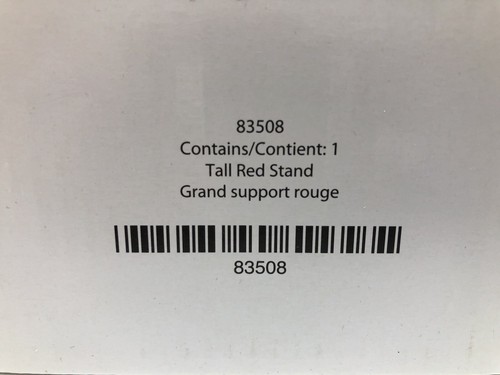 83508
Contains/Contient: 1
Tall Red Stand
Grand support rouge
83508